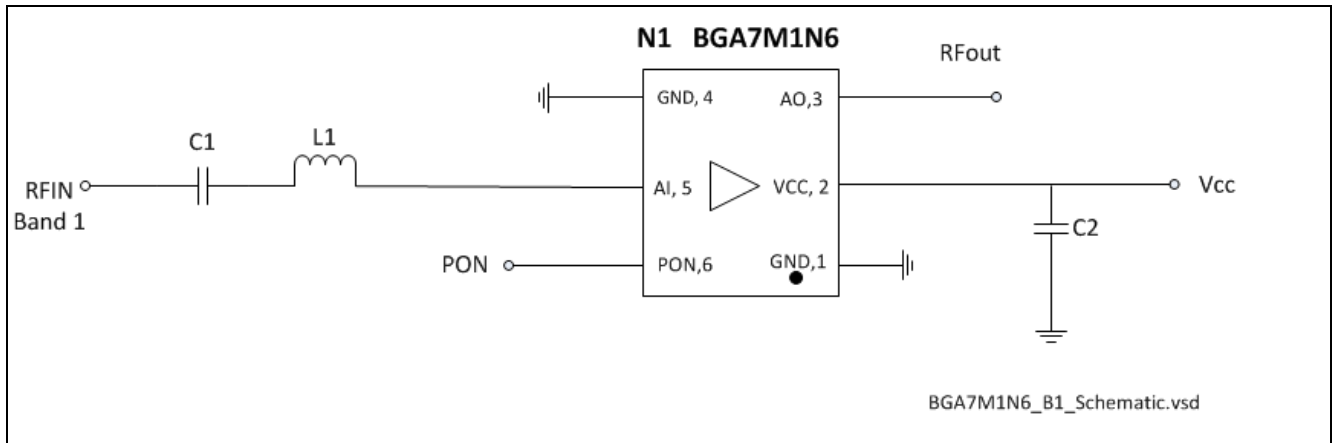 N1 BGA7M1N6
RFout
GND, 4
AO,3
C1
L1
RFIN
Band 1
AI, 5
VCC, 2
Vcc
C2
PON
PON,6
GND,1
BGA7M1N6_B1_Schematic.vsd